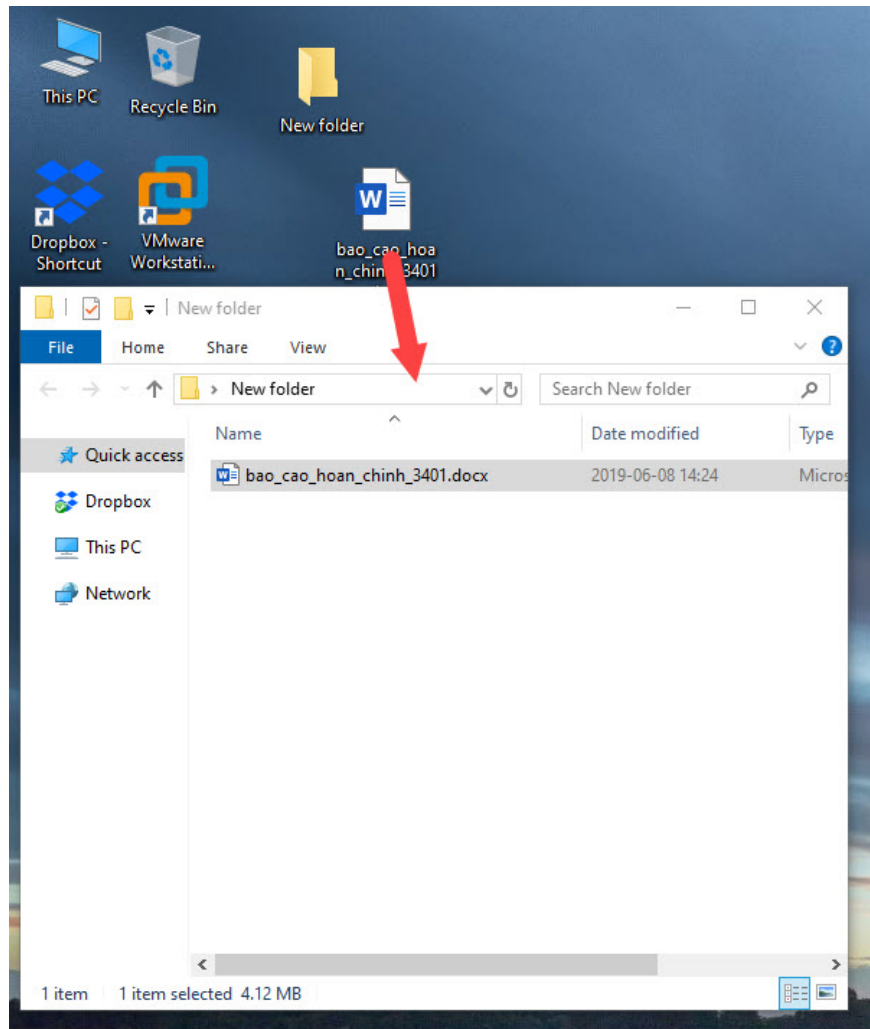 This PC
Recycle Bin
New folder
Dropbox -
Shortcut
VMware
Workstati...
bao_cao_hoa
n_chinh_3401
New folder
File Home Share View
New folder
Search New folder
Name Date modified Type
Quick access
bao_cao_hoan_chinh_3401.docx 2019-06-08 14:24 Micros
Dropbox
This PC
Network
1 item 1 item selected 4.12 MB